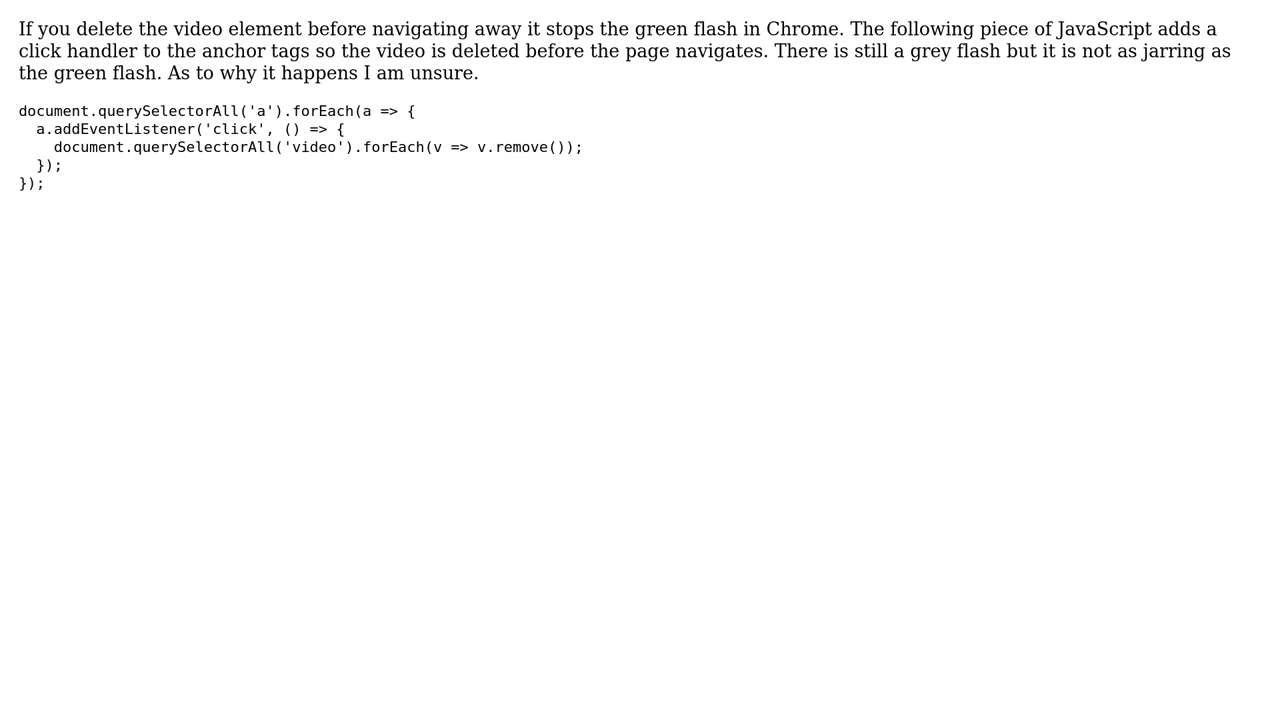 If you delete the video element before navigating away it stops the green flash in Chrome. The following piece of JavaScript adds a
click handler to the anchor tags so the video is deleted before the page navigates. There is still a grey flash but it is not as jarring as
the green flash. As to why it happens I am unsure.
document.querySelectorAll('a').forEach(a => {
  a.addEventListener('click', () => {
    document.querySelectorAll('video').forEach(v => v.remove());
  });
});